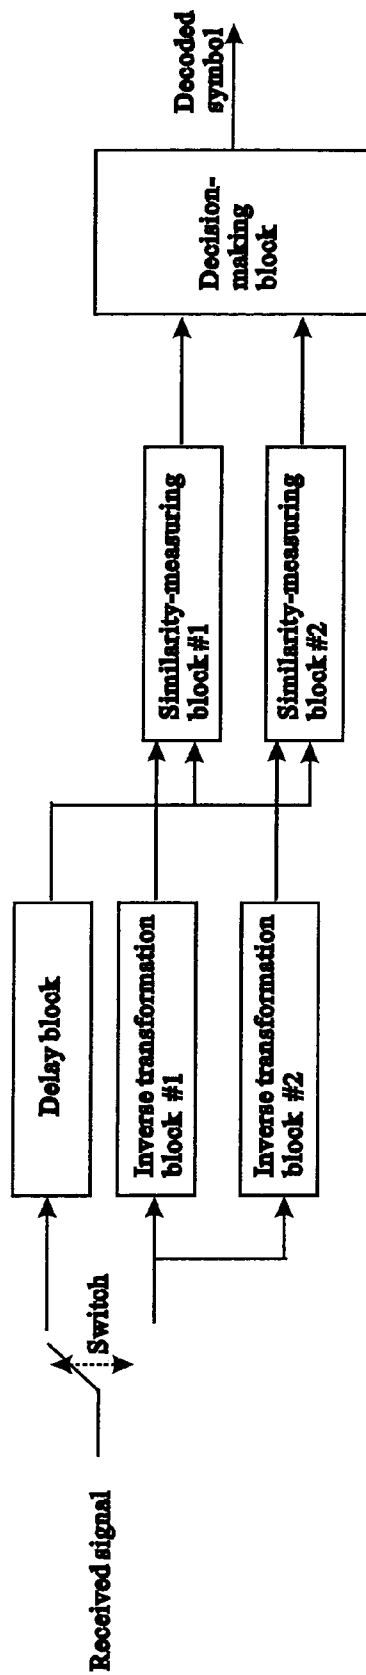 Received signal
Switch
Delay block
Inverse transformation
block #1
Inverse transformation
block #2
Similarity-measuring
block #1
Similarity-measuring
block #2
Decision-
making
block
Decoded
symbol